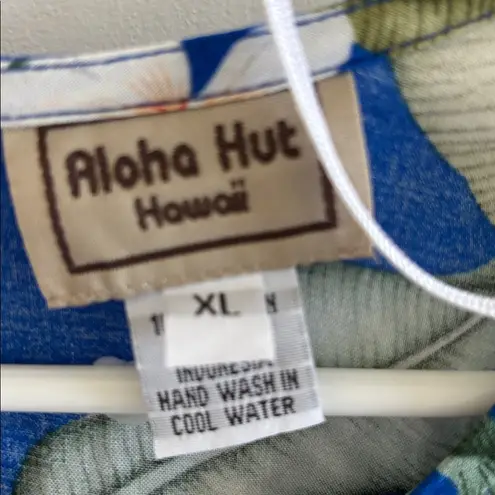 Aloha Hut
Hawaii
XL
INDONESIA
HAND WASH IN
COOL WATER